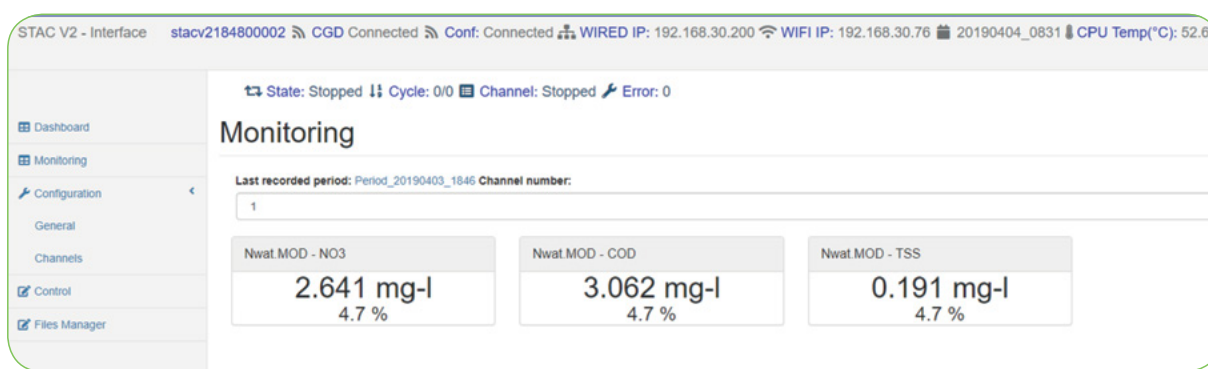 STAC V2 - Interface stacv2184800002 CGD Connected Conf: Connected WIRED IP: 192.168.30.200 WIFI IP: 192.168.30.76 20190404_0831 CPU Temp(°C): 52.6
State: Stopped Cycle: 0/0 Channel: Stopped Error: 0
Dashboard
Monitoring
Configuration
General
Channels
Control
Files Manager
Monitoring
Last recorded period: Period_20190403_1846 Channel number:
1
Nwat.MOD - NO3
2.641 mg-l
4.7 %
Nwat.MOD - COD
3.062 mg-l
4.7 %
Nwat.MOD - TSS
0.191 mg-l
4.7 %